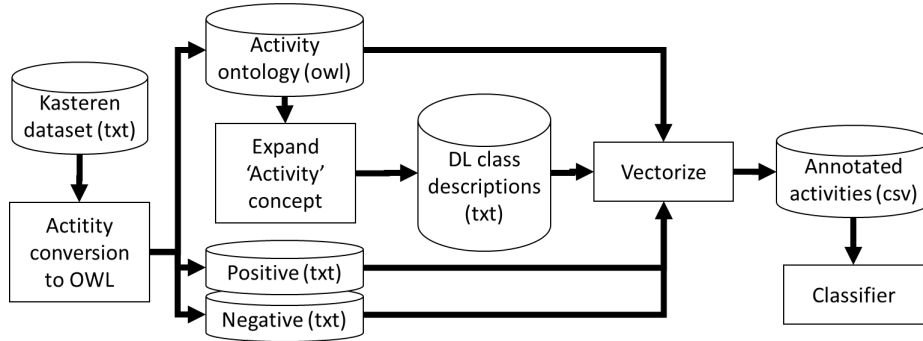 Kasteren
dataset (txt)
Actitity
conversion
to OWL
Activity
ontology (owl)
Expand
‘Activity’
concept
Positive (txt)
Negative (txt)
DL class
descriptions
(txt)
Vectorize
Annotated
activities (csv)
Classifier